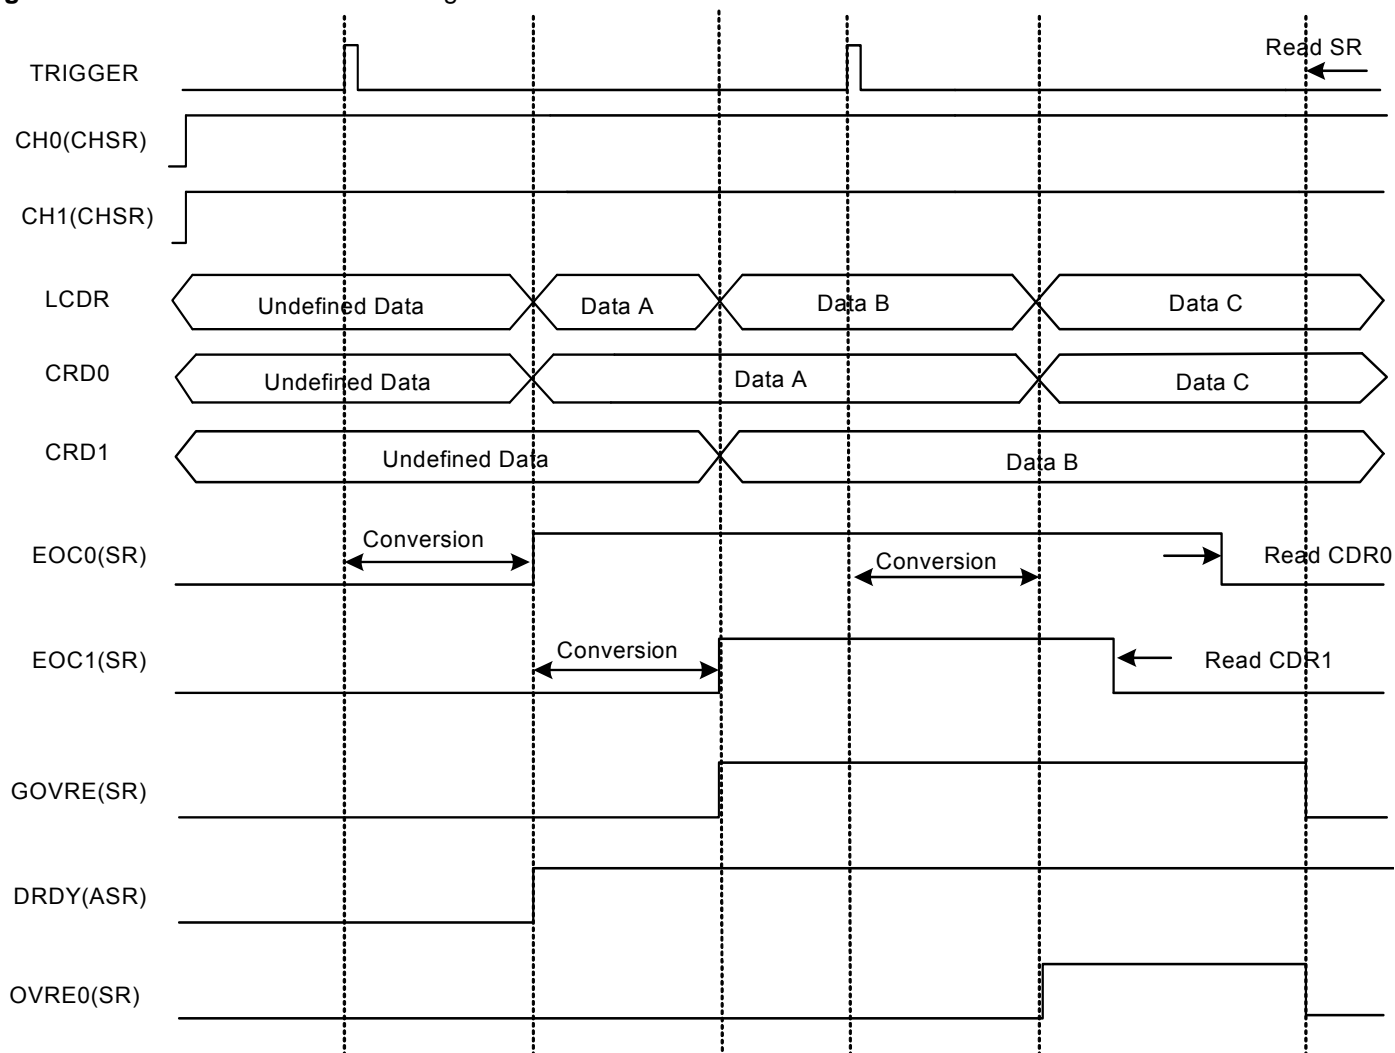 Read SR
TRIGGER
CH0(CHSR)
CH1(CHSR)
LCDR
Undefined Data
Data A
Data B
Data C
CRD0
Undefined Data
Data A
Data C
CRD1
Undefined Data
Data B
EOC0(SR)
Conversion
Conversion
Read CDR0
EOC1(SR)
Conversion
Read CDR1
GOVRE(SR)
DRDY(ASR)
OVRE0(SR)